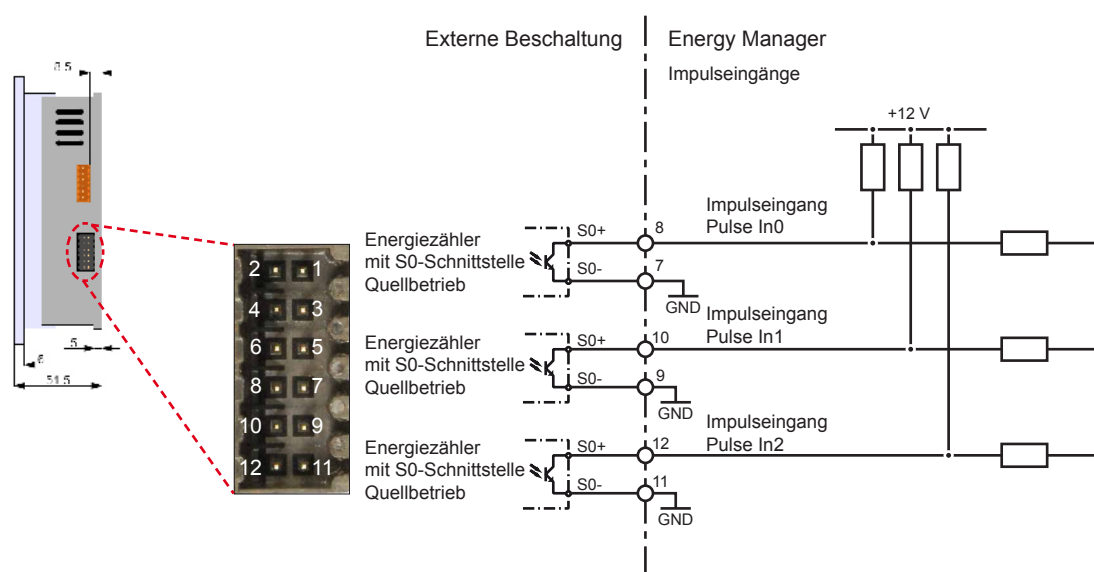 Externe Beschaltung
Energy Manager
Impulseingänge
+12 V
8.5
5
6
51.5
2 1
4 3
6 5
8 7
10 9
12 11
Energiezähler
mit S0-Schnittstelle
Quellbetrieb
S0+
8
S0-
7
GND
Impulseingang
Pulse In0
Energiezähler
mit S0-Schnittstelle
Quellbetrieb
S0+
10
S0-
9
GND
Impulseingang
Pulse In1
Energiezähler
mit S0-Schnittstelle
Quellbetrieb
S0+
12
S0-
11
GND
Impulseingang
Pulse In2